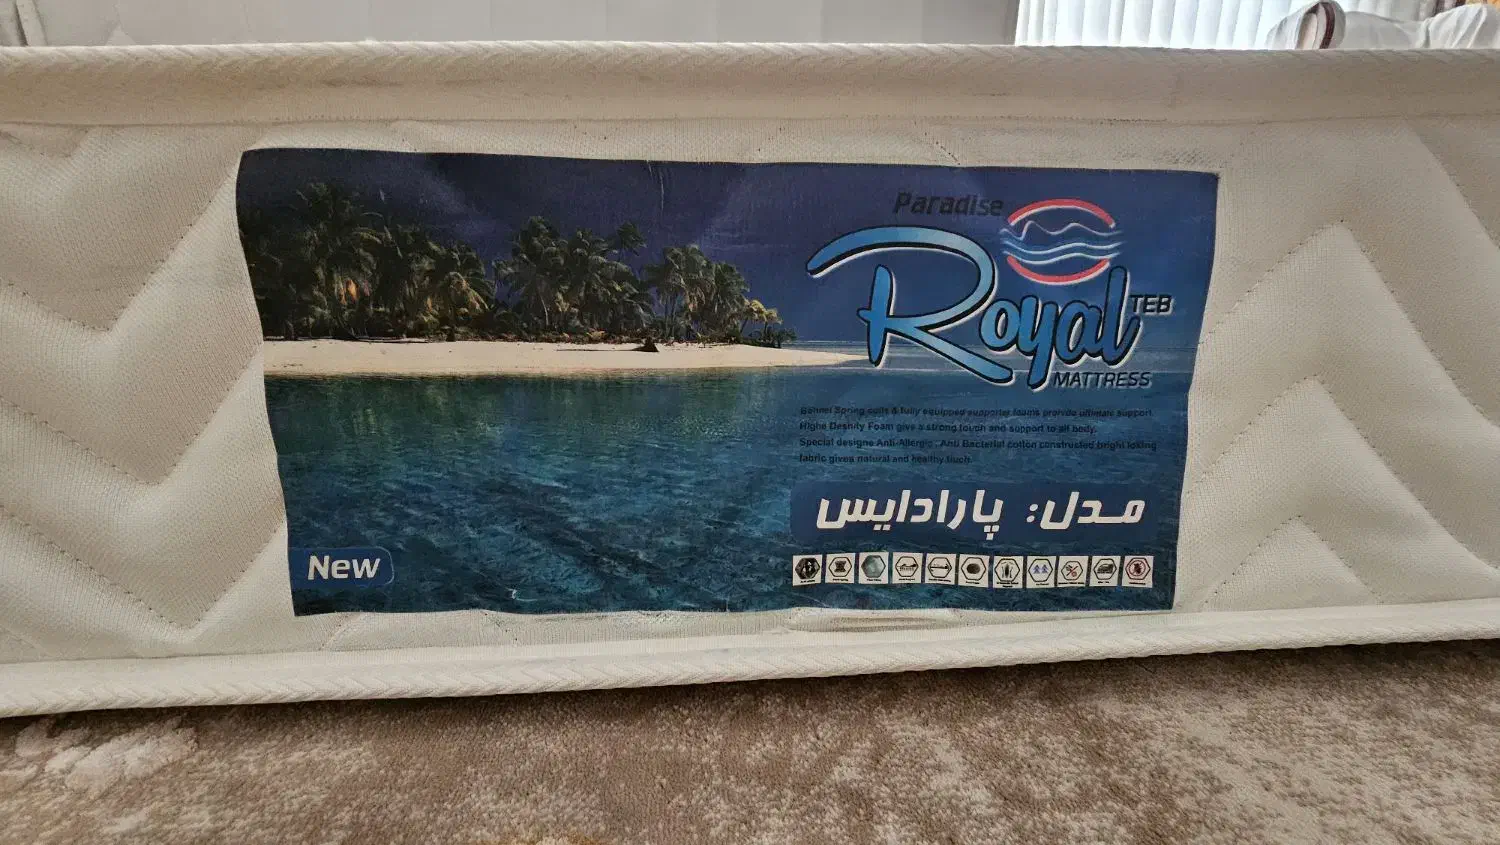 Paradise
Royal TEB
MATTRESS
Bonnel Spring coils & fully equipped supporter foams provide ultimate support.
Highe Desnity Foam give a strong touch and support to all body.
Special designe Anti-Allergic : Anti Bacterial cotton constructed bright loking
fabric gives natural and healthy tuch.
مدل: پارادایس
New